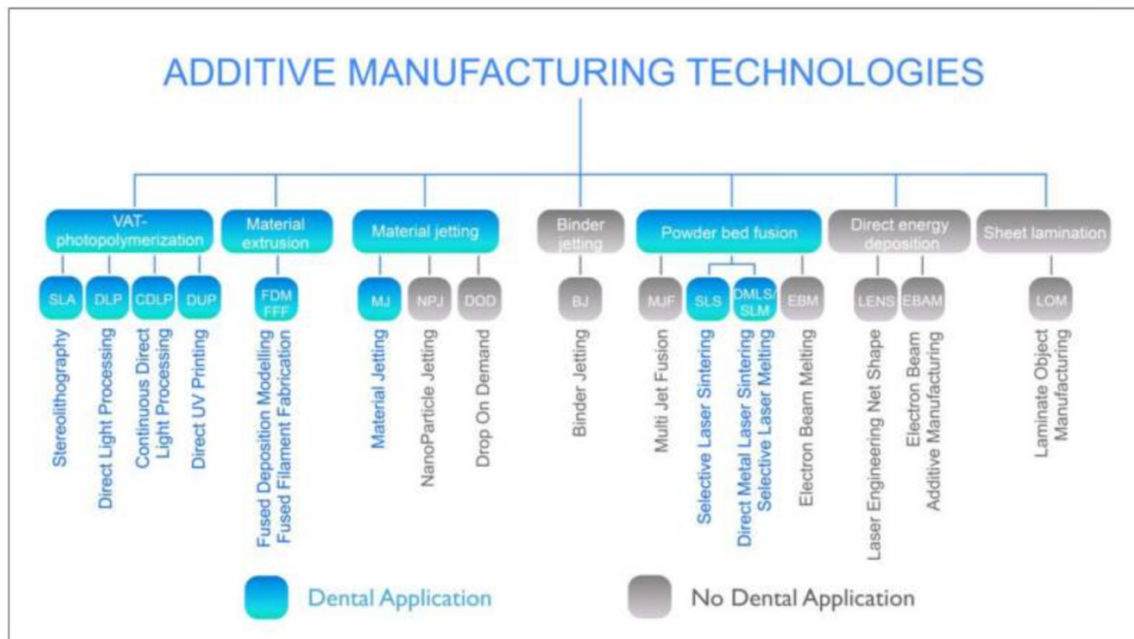 ADDITIVE MANUFACTURING TECHNOLOGIES
VAT-
photopolymerization
Material
extrusion
Material jetting
Binder
jetting
Powder bed fusion
Direct energy
deposition
Sheet lamination
SLA
DLP
CDLP
DUP
FDM
FFF
MJ
NPJ
DOD
BJ
MJF
SLS
DMLS/
SLM
EBM
LENS
EBAM
LOM
Stereolithography
Direct Light Processing
Continuous Direct
Light Processing
Direct UV Printing
Fused Deposition Modelling
Fused Filament Fabrication
Material Jetting
NanoParticle Jetting
Drop On Demand
Binder Jetting
Multi Jet Fusion
Selective Laser Sintering
Direct Metal Laser Sintering
Selective Laser Melting
Electron Beam Melting
Laser Engineering Net Shape
Electron Beam
Additive Manufacturing
Laminate Object
Manufacturing
Dental Application
No Dental Application